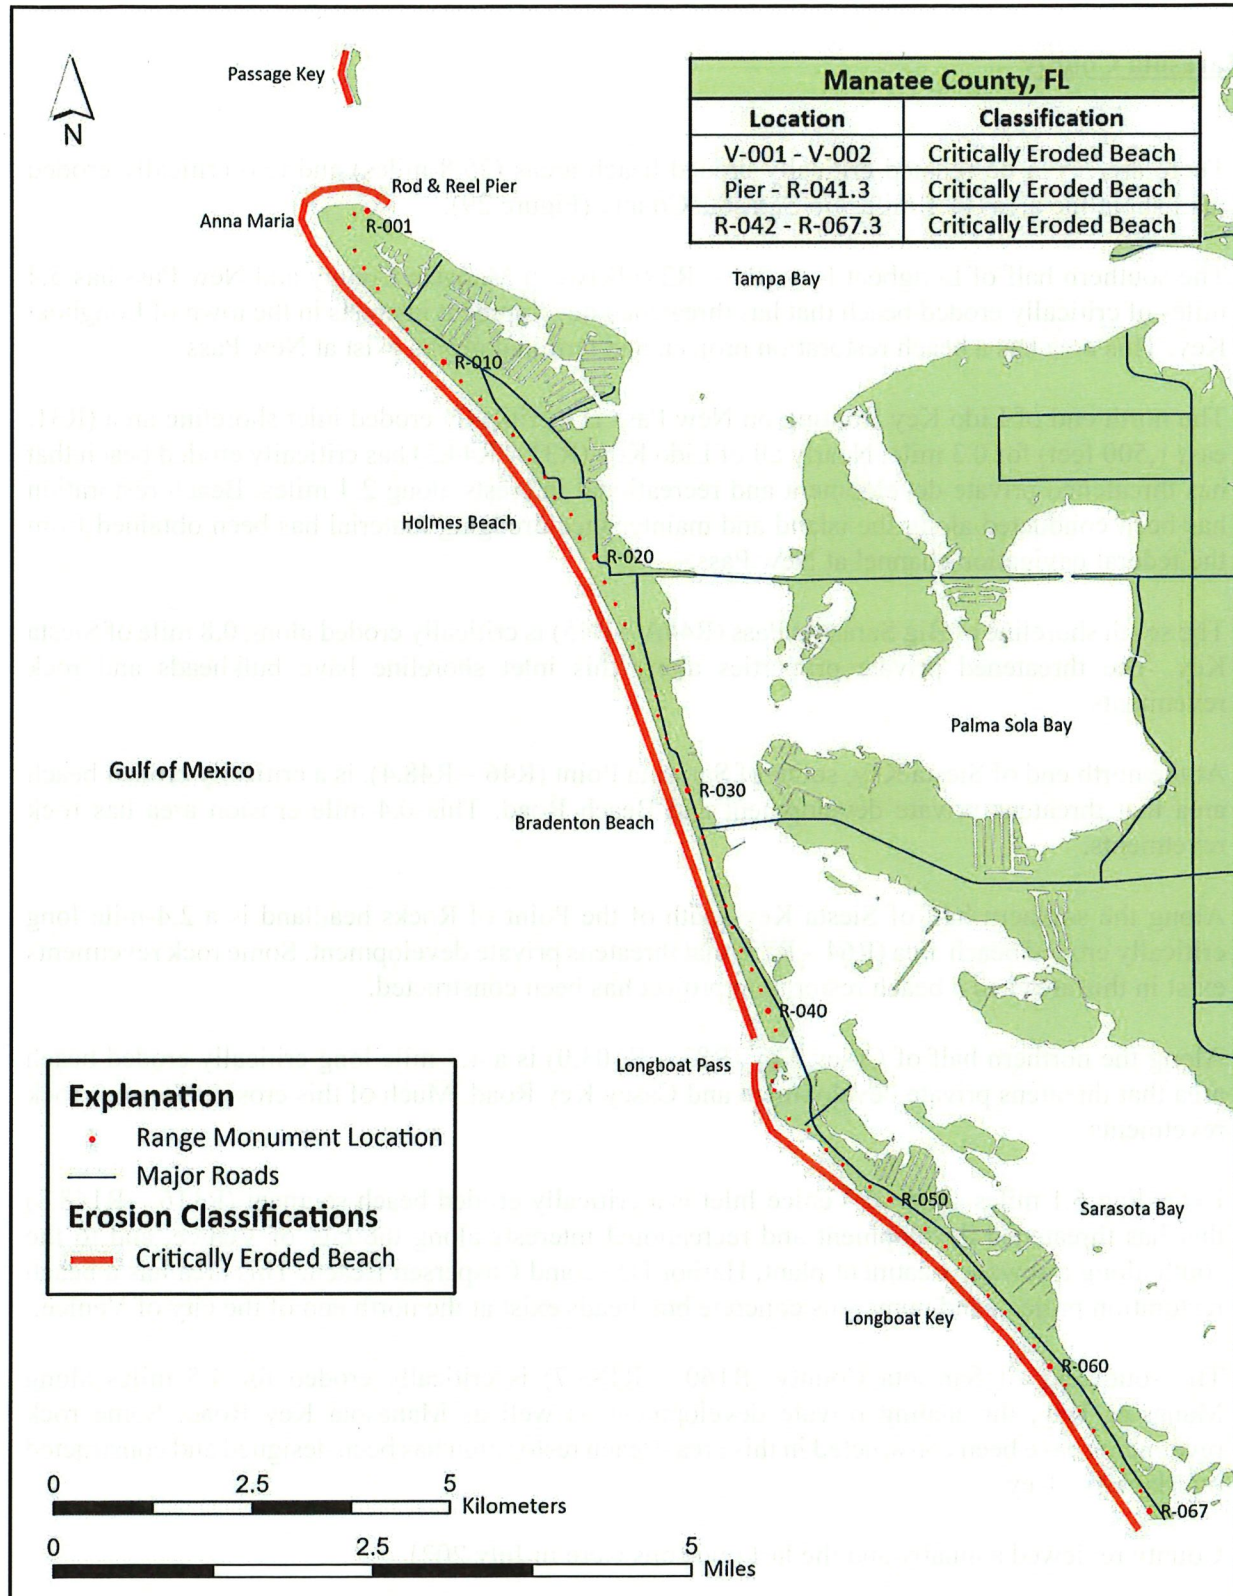 Passage Key
N
Manatee County, FL
Location Classification
V-001 - V-002 Critically Eroded Beach
Pier - R-041.3 Critically Eroded Beach
R-042 - R-067.3 Critically Eroded Beach
Rod & Reel Pier
Anna Maria
R-001
Tampa Bay
R-010
Holmes Beach
R-020
Palma Sola Bay
Gulf of Mexico
R-030
Bradenton Beach
R-040
Longboat Pass
R-050
Sarasota Bay
Longboat Key
R-060
R-067
Explanation
Range Monument Location
Major Roads
Erosion Classifications
Critically Eroded Beach
0 2.5 5
Kilometers
0 2.5 5
Miles